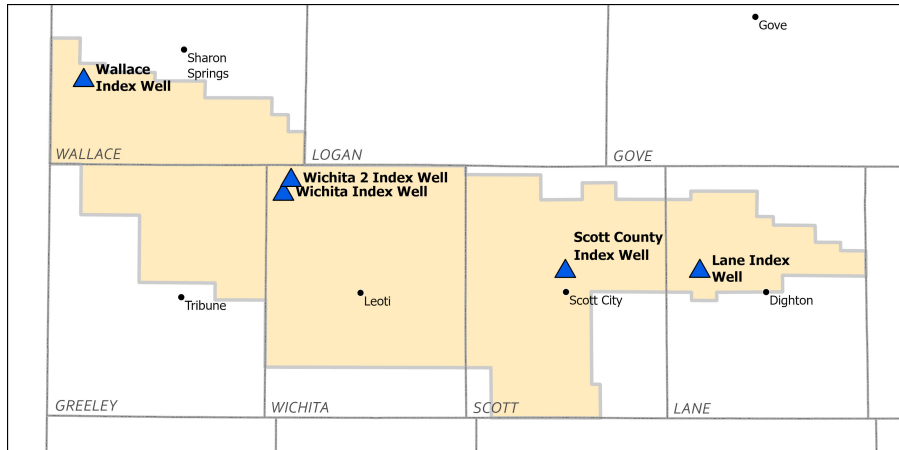 Gove
Sharon
Springs
Wallace
Index Well
WALLACE
LOGAN
GOVE
Wichita 2 Index Well
Wichita Index Well
Scott County
Index Well
Lane Index
Well
Tribune
Leoti
Scott City
Dighton
GREELEY
WICHITA
SCOTT
LANE